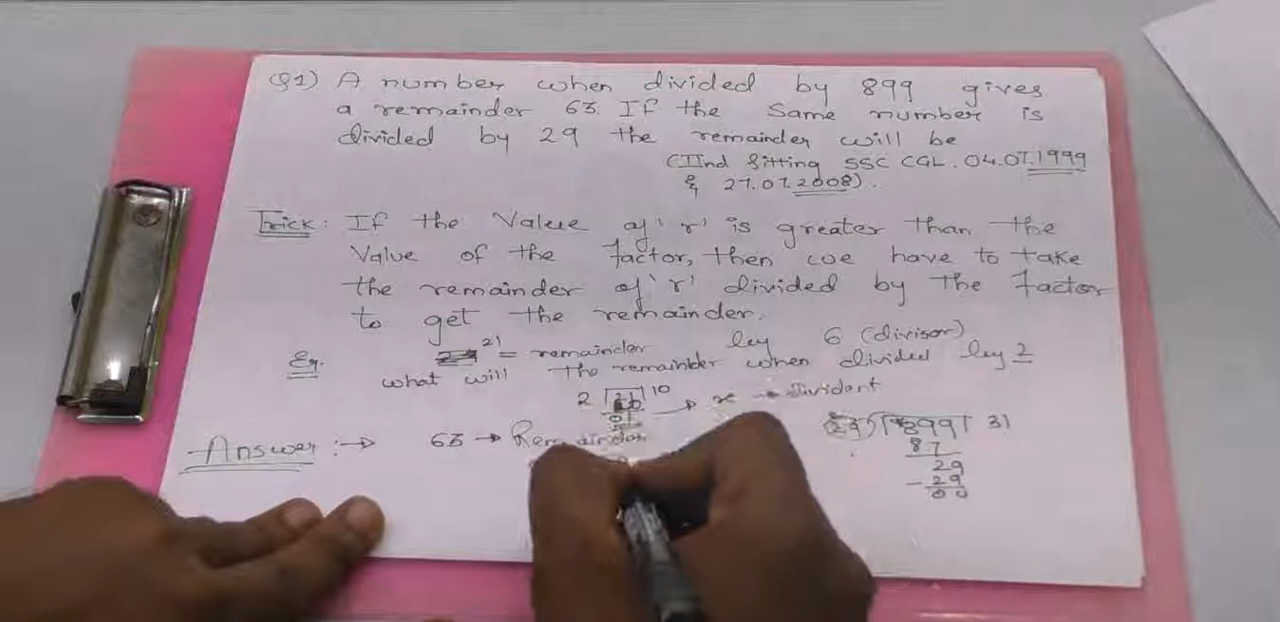 Q1) A number when divided by 899 gives
a remainder 63. If the Same number is
divided by 29 the remainder will be
(IInd Sitting SSC CGL. 04.07.1999
& 27.07.2008).
Trick: If the Value of 'r' is greater than the
Value of the factor, then we have to take
the remainder of 'r' divided by the factor
to get the remainder.
Ex. 21 = remainder by 6 (divisor)
what will the remainder when divided by 2
2 10
→ x → divident
Answer :→ 63 → Remainder
29 899 31
87
29
- 29
00